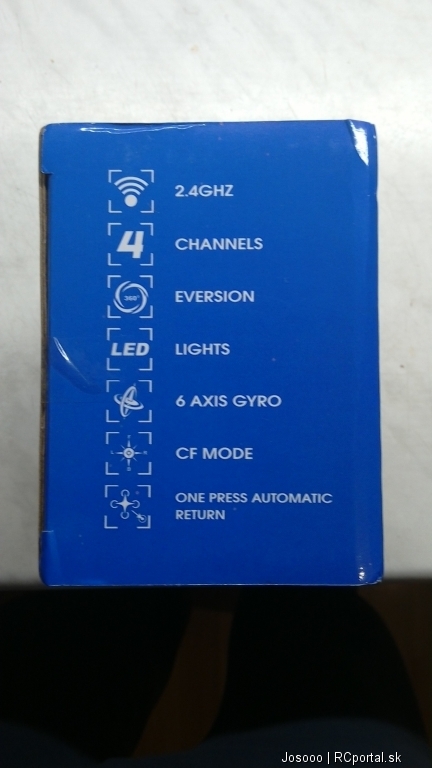 2.4GHZ
4 CHANNELS
360° EVERSION
LED LIGHTS
6 AXIS GYRO
CF MODE
ONE PRESS AUTOMATIC
RETURN
Josooo | RCportal.sk